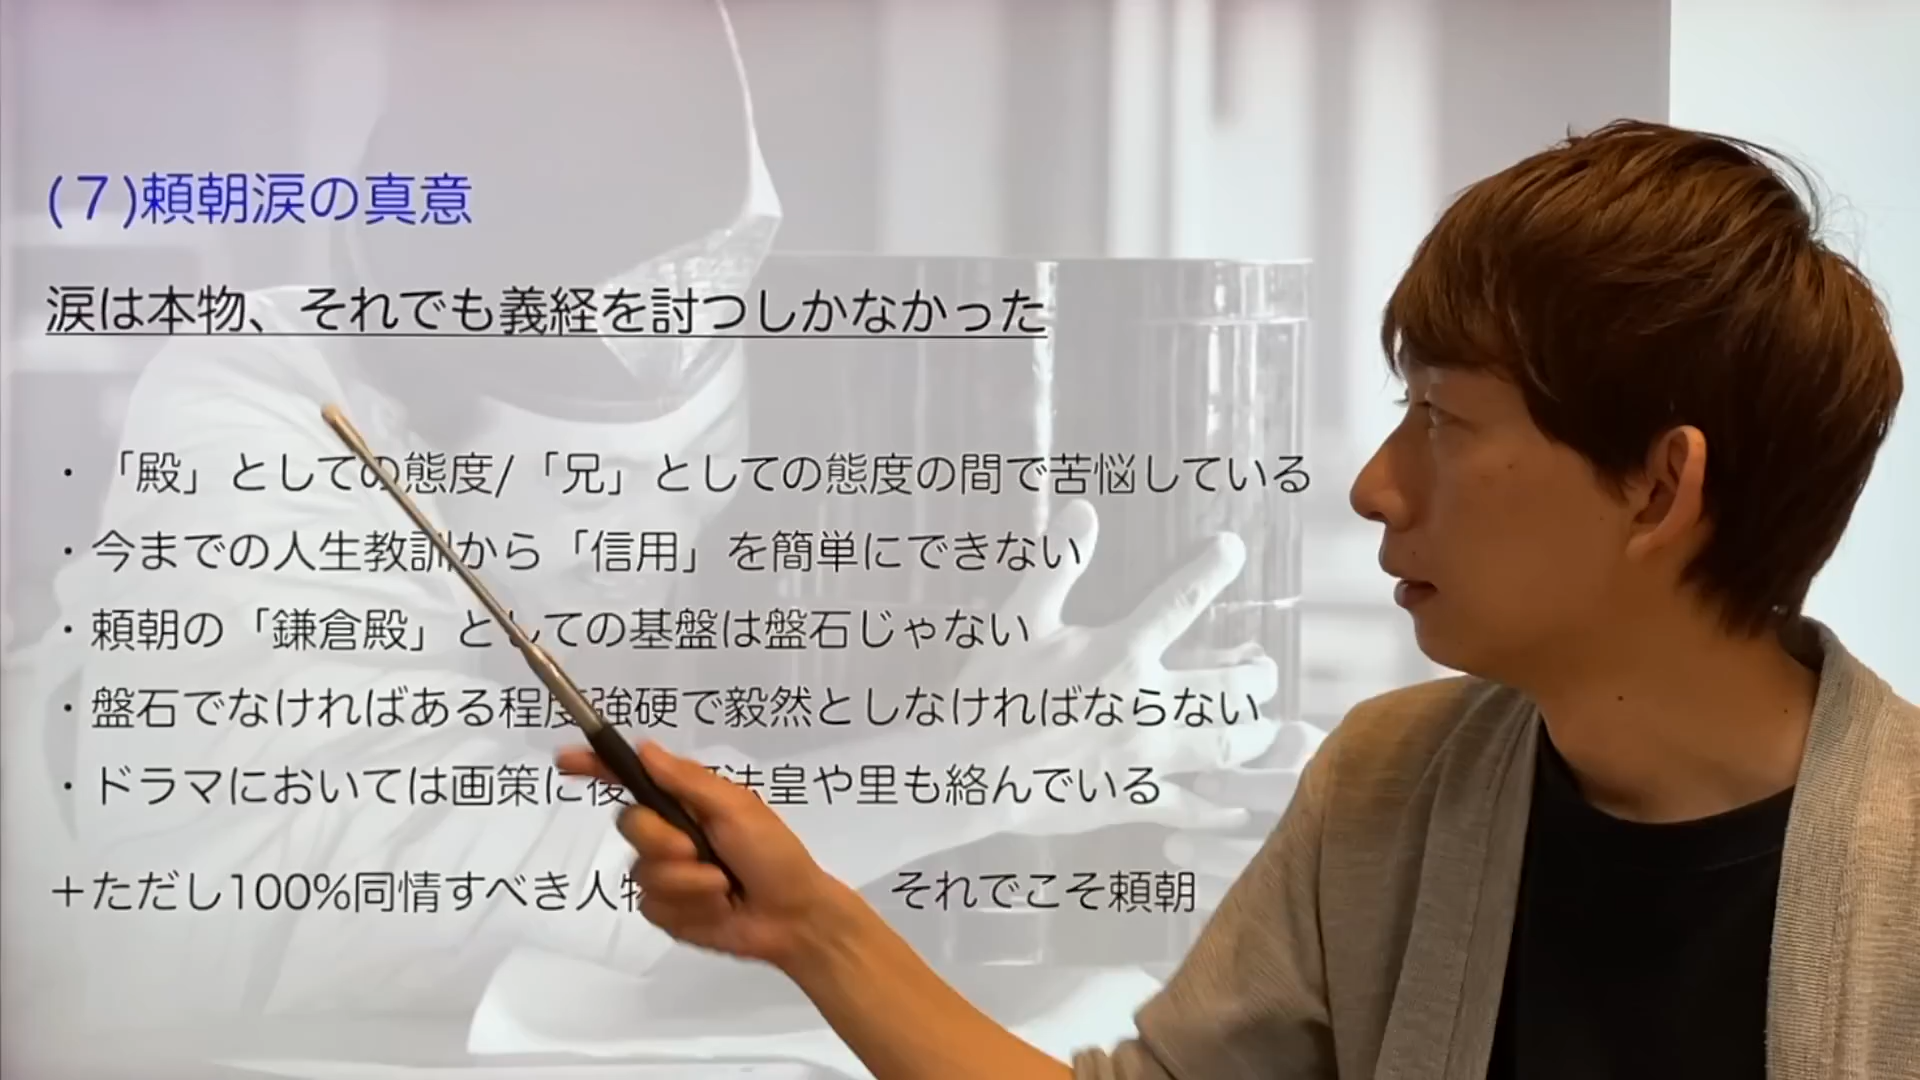 (７)頼朝涙の真意
涙は本物、それでも義経を討つしかなかった
・「殿」としての態度/「兄」としての態度の間で苦悩している
・今までの人生教訓から「信用」を簡単にできない
・頼朝の「鎌倉殿」としての基盤は盤石じゃない
・盤石でなければある程度強硬で毅然としなければならない
・ドラマにおいては画策に後 法皇や里も絡んでいる
＋ただし100%同情すべき人物 それでこそ頼朝